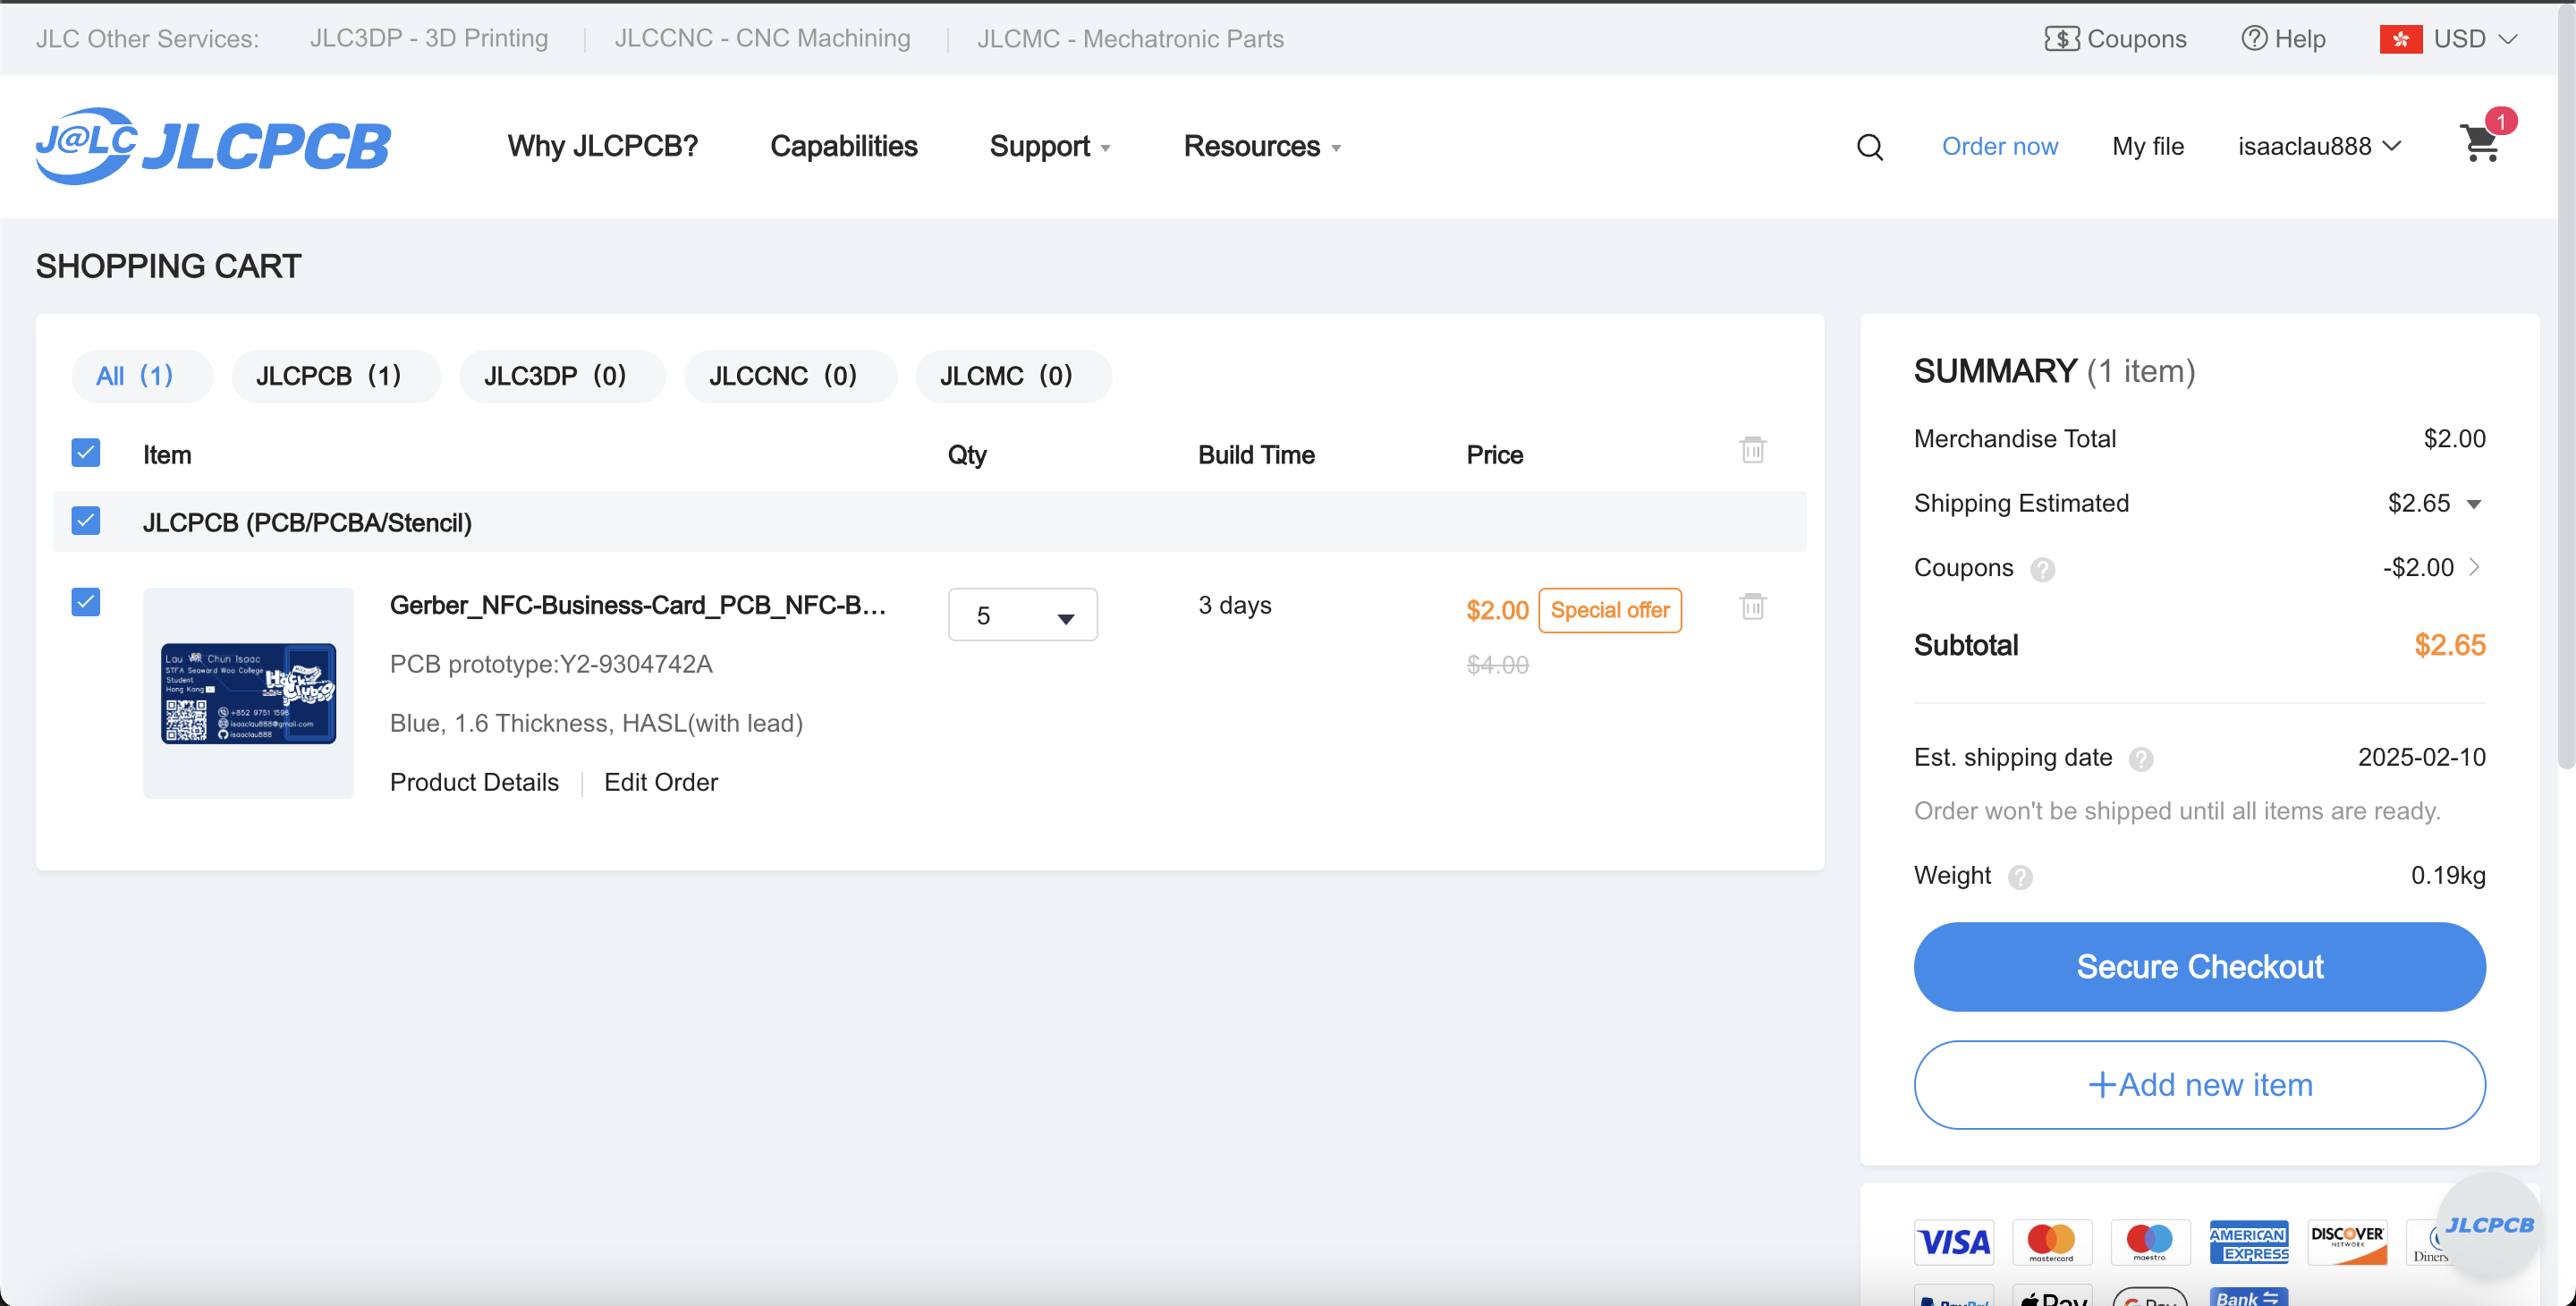 JLC Other Services: JLC3DP - 3D Printing JLCCNC - CNC Machining JLCMC - Mechatronic Parts Coupons Help USD
J@LC JLCPCB Why JLCPCB? Capabilities Support Resources Order now My file isaaclau888 1
SHOPPING CART
All (1) JLCPCB (1) JLC3DP (0) JLCCNC (0) JLCMC (0)
Item Qty Build Time Price
JLCPCB (PCB/PCBA/Stencil)
Gerber_NFC-Business-Card_PCB_NFC-B... 5 3 days $2.00 Special offer
PCB prototype:Y2-9304742A $4.00
Blue, 1.6 Thickness, HASL(with lead)
Product Details Edit Order
Lau Chun Isaac
STFA Seaward Woo College
Student
Hong Kong
Hack Club
+852 9751 1596
isaaclau888@gmail.com
isaaclau888
SUMMARY (1 item)
Merchandise Total $2.00
Shipping Estimated $2.65
Coupons ? -$2.00
Subtotal $2.65
Est. shipping date ? 2025-02-10
Order won't be shipped until all items are ready.
Weight ? 0.19kg
Secure Checkout
+Add new item
VISA mastercard maestro AMERICAN EXPRESS DISCOVER NETWORK Diners
JLCPCB
PayPal Pay G Pay Bank